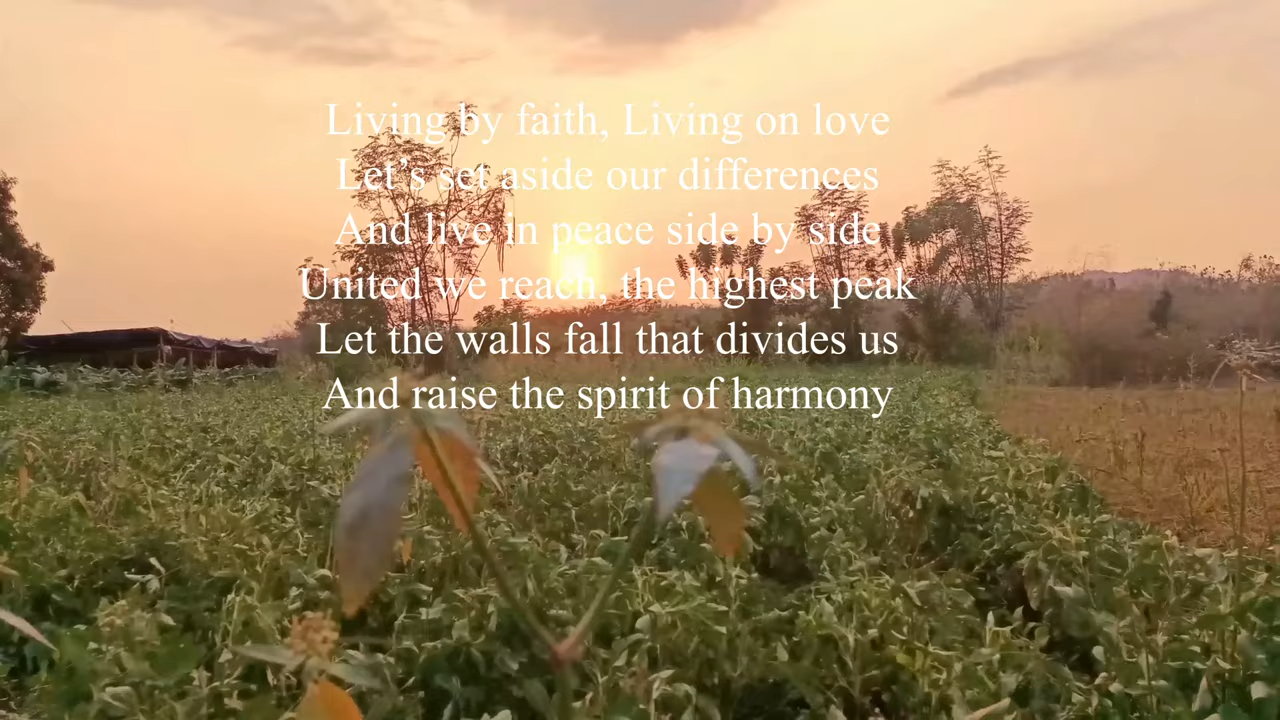 Living by faith, Living on love
Let's set aside our differences
And live in peace side by side
United we reach, the highest peak
Let the walls fall that divides us
And raise the spirit of harmony